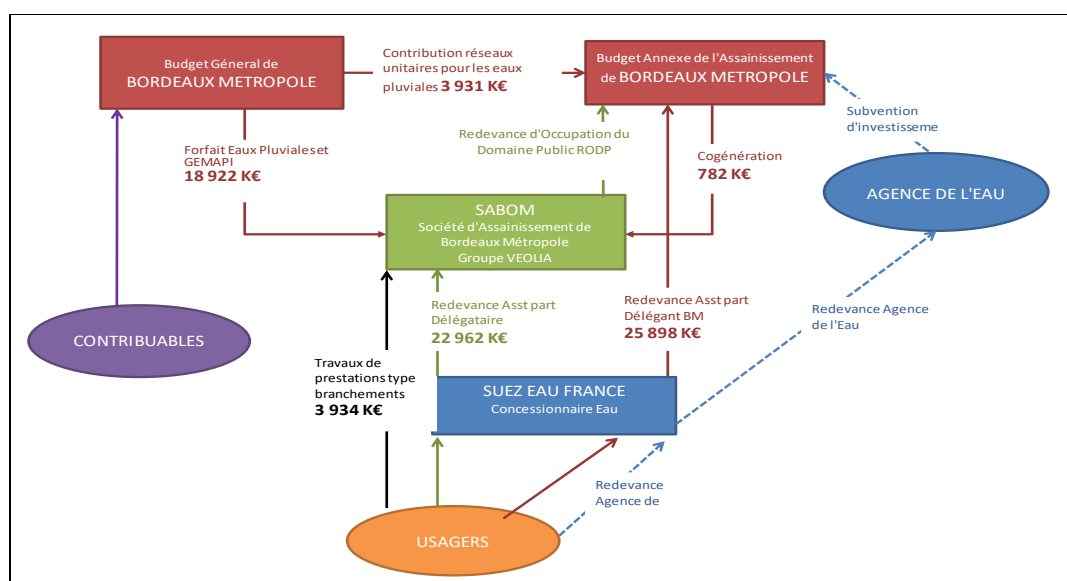 Budget Géneral de
BORDEAUX METROPOLE
Contribution réseaux
unitaires pour les eaux
pluviales 3 931 K€
Budget Annexe de l'Assainissement
de BORDEAUX METROPOLE
Subvention
d'investisseme
Forfait Eaux Pluviales et
GEMAPI
18 922 K€
Redevance d'Occupation du
Domaine Public RODP
Cogénération
782 K€
AGENCE DE L'EAU
SABOM
Société d'Assainissement de
Bordeaux Métropole
Groupe VEOLIA
CONTRIBUABLES
Redevance Asst part
Délégataire
22 962 K€
Redevance Asst part
Délégant BM
25 898 K€
Redevance Agence
de l'Eau
Travaux de
prestations type
branchements
3 934 K€
SUEZ EAU FRANCE
Concessionnaire Eau
Redevance
Agence de
USAGERS